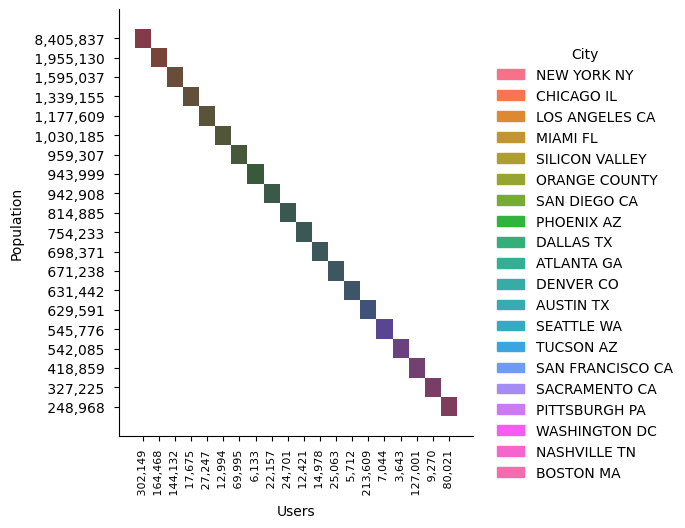 8,405,837
1,955,130
1,595,037
1,339,155
1,177,609
1,030,185
959,307
943,999
942,908
814,885
754,233
698,371
671,238
631,442
629,591
545,776
542,085
418,859
327,225
248,968
Population
302,149
164,468
144,132
17,675
27,247
12,994
69,995
6,133
22,157
24,701
12,421
14,978
25,063
5,712
213,609
7,044
3,643
127,001
9,270
80,021
Users
City
NEW YORK NY
CHICAGO IL
LOS ANGELES CA
MIAMI FL
SILICON VALLEY
ORANGE COUNTY
SAN DIEGO CA
PHOENIX AZ
DALLAS TX
ATLANTA GA
DENVER CO
AUSTIN TX
SEATTLE WA
TUCSON AZ
SAN FRANCISCO CA
SACRAMENTO CA
PITTSBURGH PA
WASHINGTON DC
NASHVILLE TN
BOSTON MA